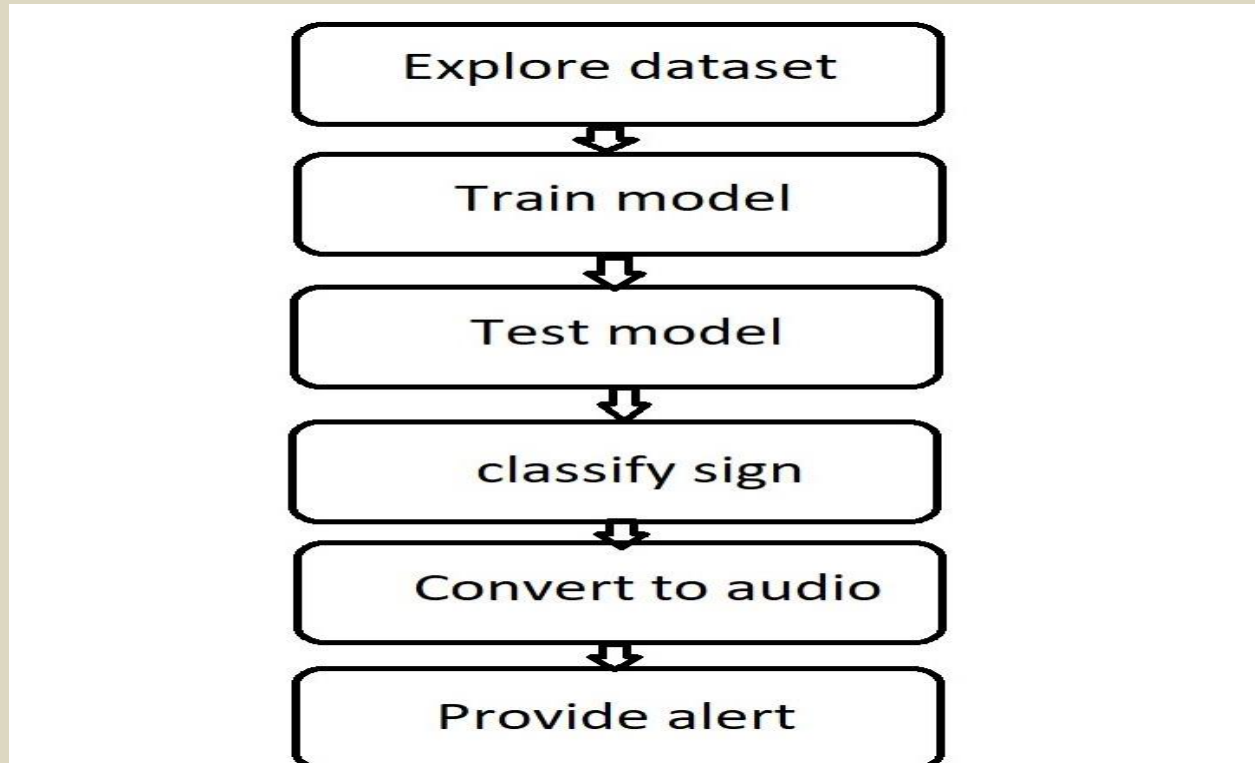 Explore dataset
Train model
Test model
classify sign
Convert to audio
Provide alert